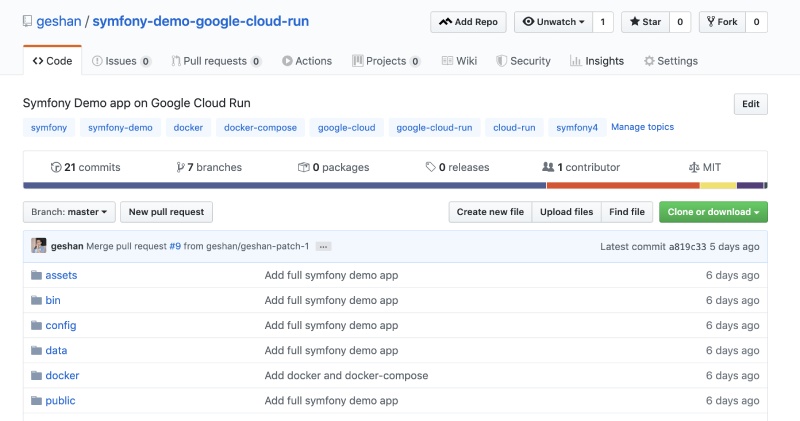 geshan / symfony-demo-google-cloud-run
Add Repo Unwatch 1 Star 0 Fork 0
Code Issues 0 Pull requests 0 Actions Projects 0 Wiki Security Insights Settings
Symfony Demo app on Google Cloud Run Edit
symfony symfony-demo docker docker-compose google-cloud google-cloud-run cloud-run symfony4 Manage topics
21 commits 7 branches 0 packages 0 releases 1 contributor MIT
Branch: master New pull request Create new file Upload files Find file Clone or download
geshan Merge pull request #9 from geshan/geshan-patch-1 ... Latest commit a819c33 5 days ago
assets Add full symfony demo app 6 days ago
bin Add full symfony demo app 6 days ago
config Add full symfony demo app 6 days ago
data Add full symfony demo app 6 days ago
docker Add docker and docker-compose 6 days ago
public Add full symfony demo app 6 days ago